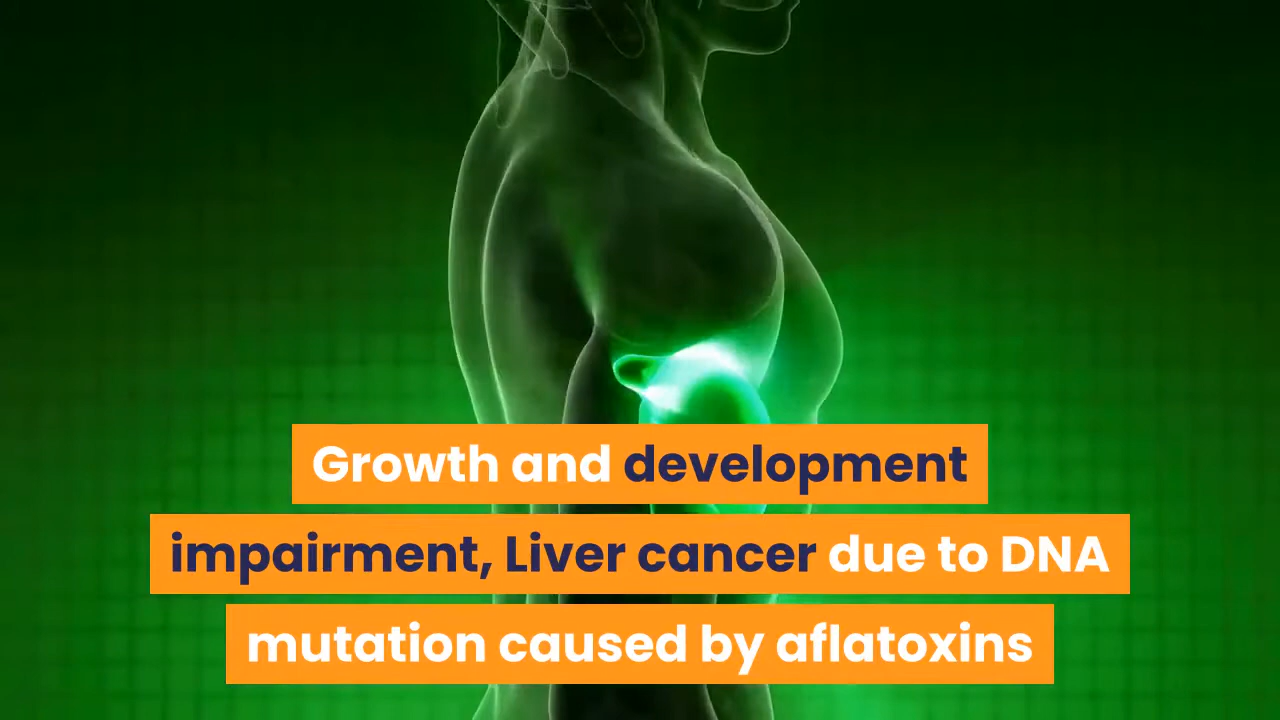 Growth and development
impairment, Liver cancer due to DNA
mutation caused by aflatoxins